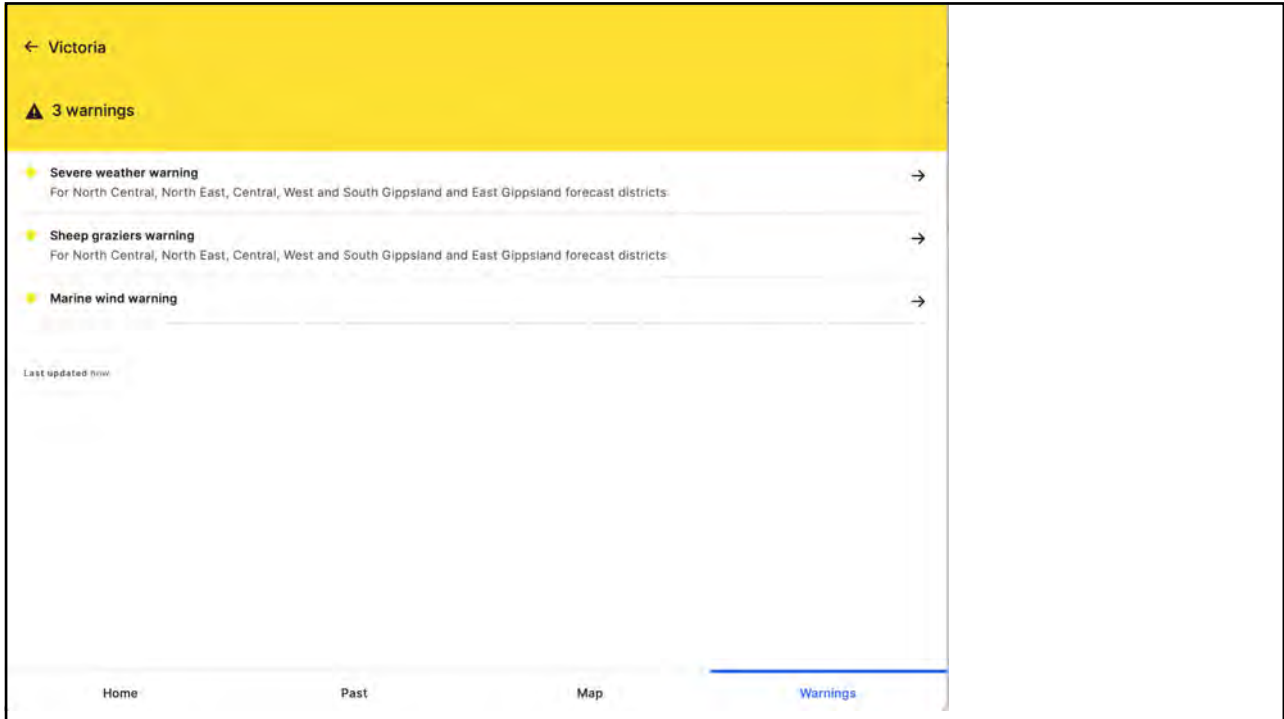 ← Victoria
3 warnings
Severe weather warning
For North Central, North East, Central, West and South Gippsland and East Gippsland forecast districts
Sheep graziers warning
For North Central, North East, Central, West and South Gippsland and East Gippsland forecast districts
Marine wind warning
Last updated now
Home Past Map Warnings